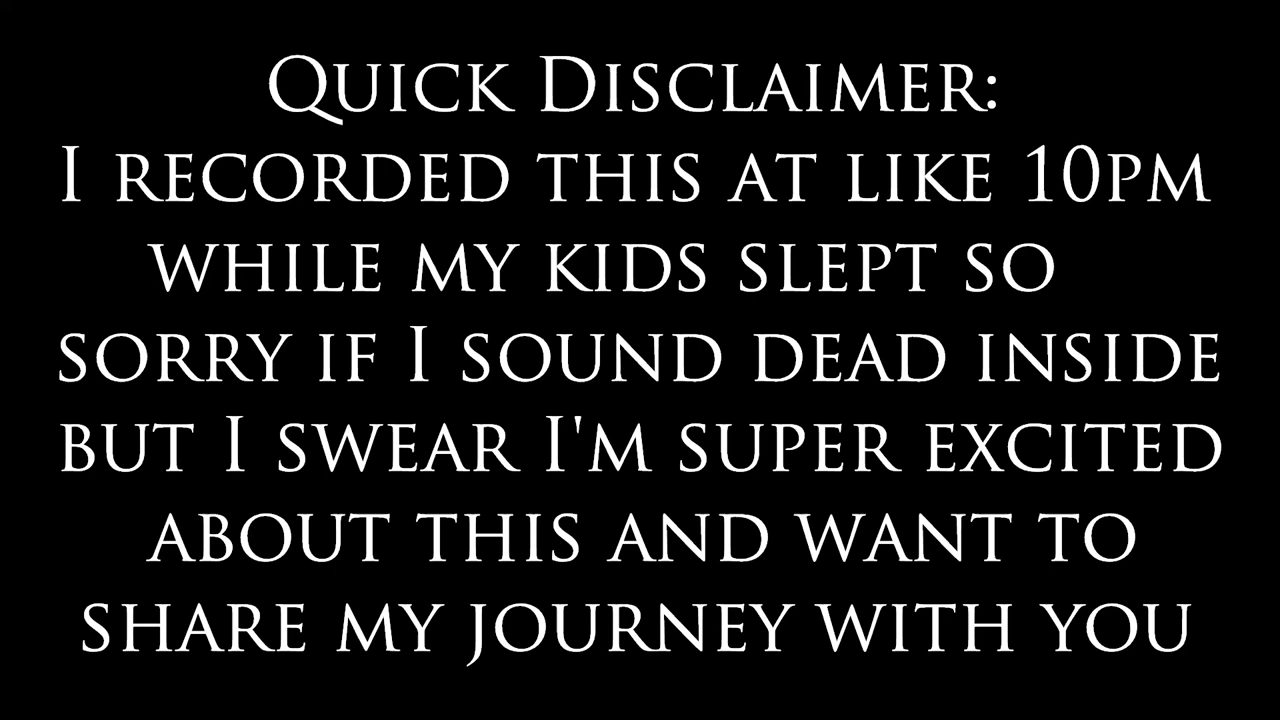 Quick Disclaimer:
I recorded this at like 10pm
while my kids slept so
sorry if I sound dead inside
but I swear I'm super excited
about this and want to
share my journey with you